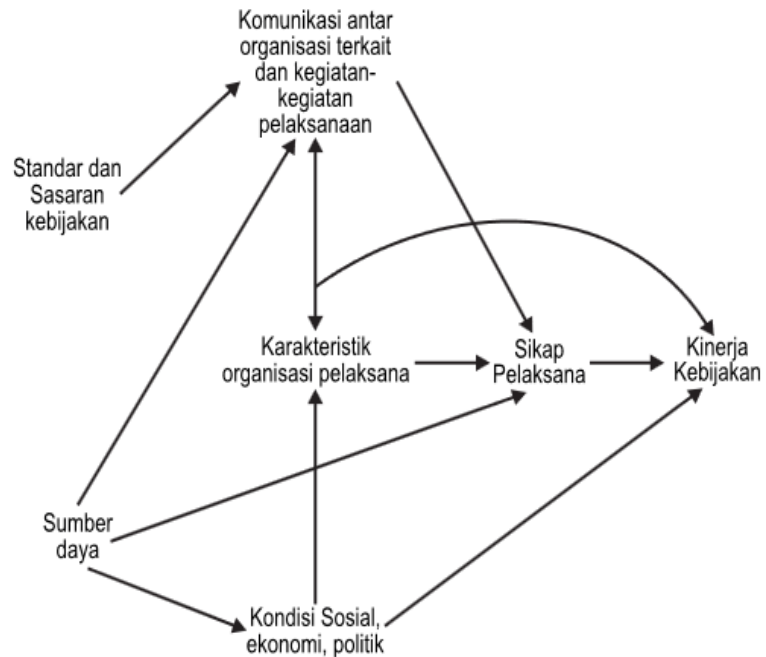 Komunikasi antar
organisasi terkait
dan kegiatan-
kegiatan
pelaksanaan
Standar dan
Sasaran
kebijakan
Karakteristik
organisasi pelaksana
Sikap
Pelaksana
Kinerja
Kebijakan
Sumber
daya
Kondisi Sosial,
ekonomi, politik